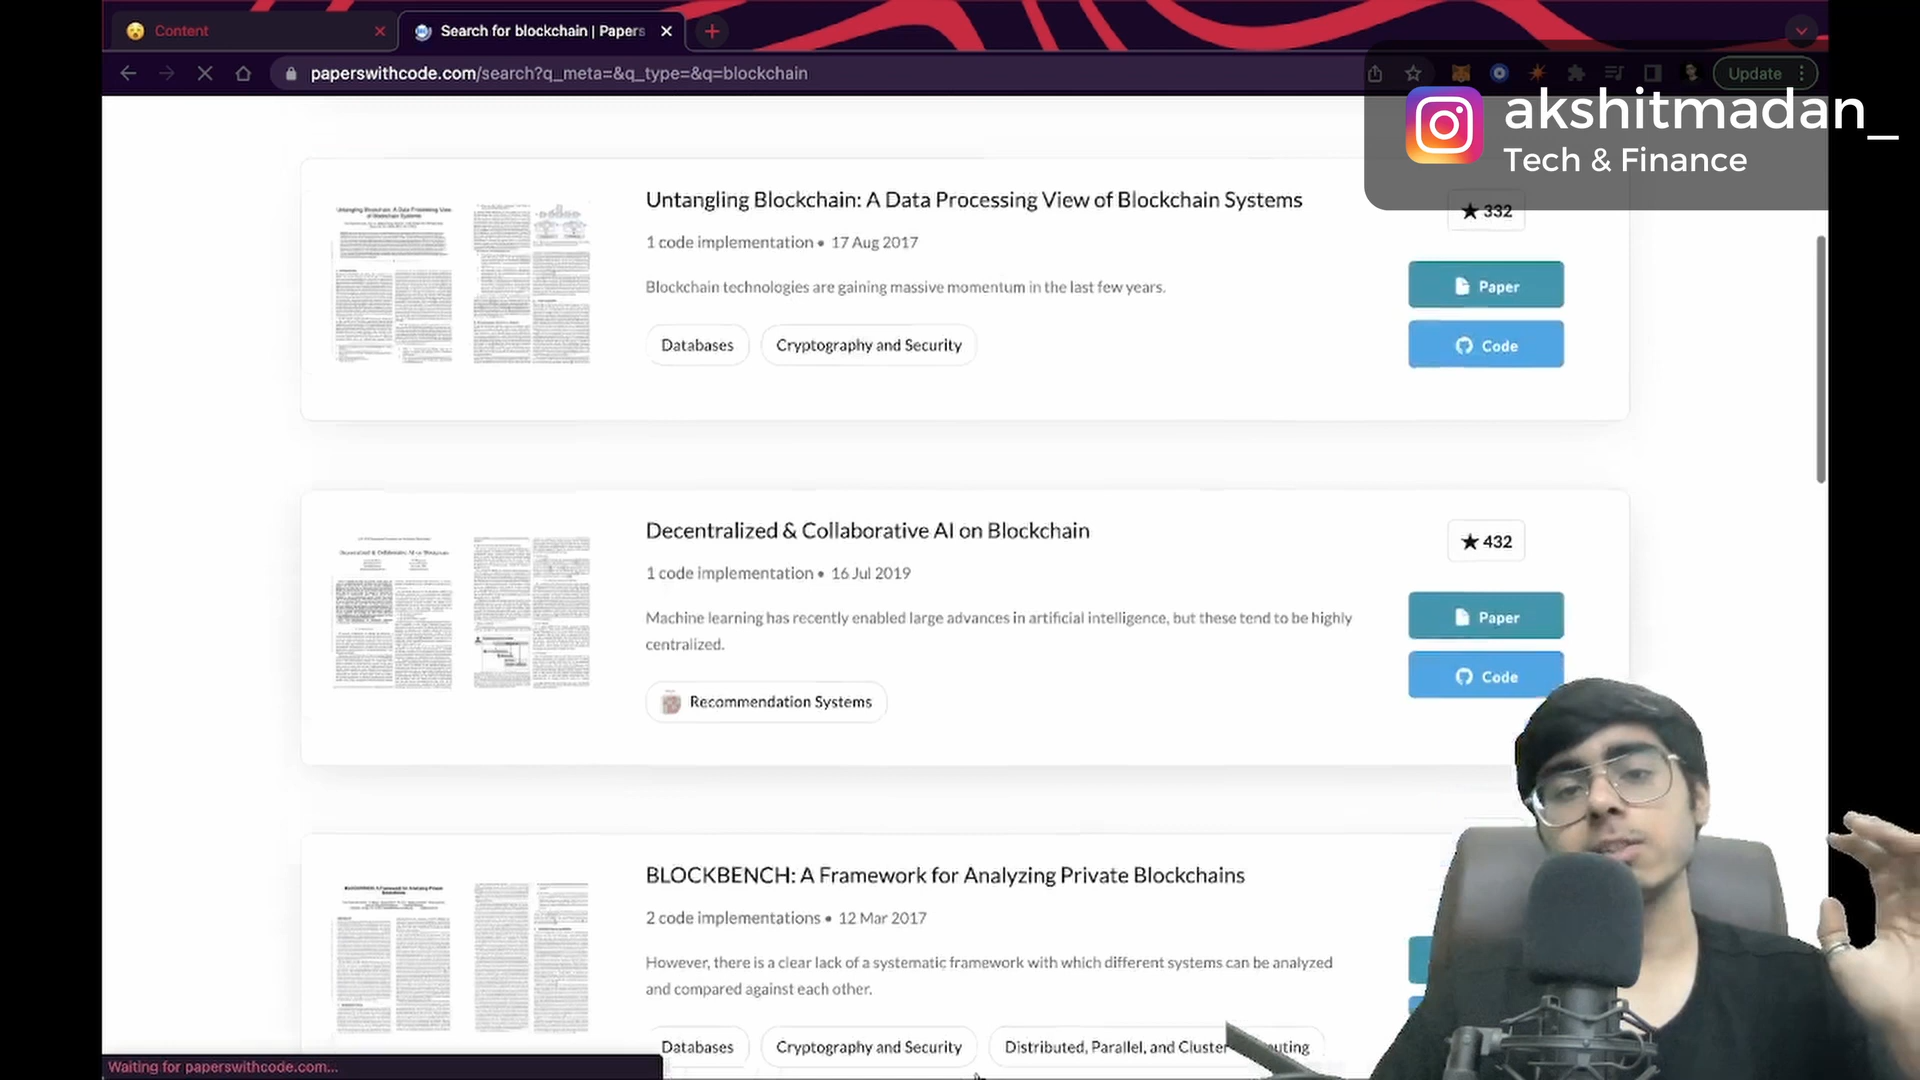 Content
Search for blockchain | Papers
paperswithcode.com/search?q_meta=&q_type=&q=blockchain
Update
akshitmadan_
Tech & Finance
Untangling Blockchain: A Data Processing View of Blockchain Systems
★ 332
1 code implementation • 17 Aug 2017
Blockchain technologies are gaining massive momentum in the last few years.
Paper
Databases
Cryptography and Security
Code
Decentralized & Collaborative AI on Blockchain
★ 432
1 code implementation • 16 Jul 2019
Machine learning has recently enabled large advances in artificial intelligence, but these tend to be highly
centralized.
Paper
Code
Recommendation Systems
BLOCKBENCH: A Framework for Analyzing Private Blockchains
2 code implementations • 12 Mar 2017
However, there is a clear lack of a systematic framework with which different systems can be analyzed
and compared against each other.
Databases
Cryptography and Security
Distributed, Parallel, and Cluster
Waiting for paperswithcode.com...